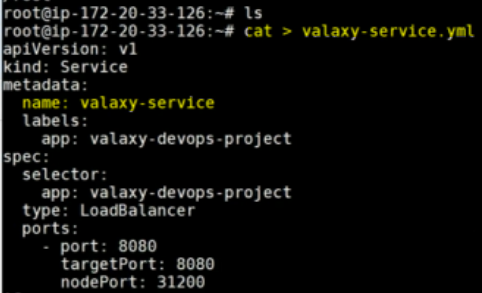 root@ip-172-20-33-126:~# ls
root@ip-172-20-33-126:~# cat > valaxy-service.yml
apiVersion: v1
kind: Service
metadata:
  name: valaxy-service
  labels:
    app: valaxy-devops-project
spec:
  selector:
    app: valaxy-devops-project
  type: LoadBalancer
  ports:
    - port: 8080
      targetPort: 8080
      nodePort: 31200